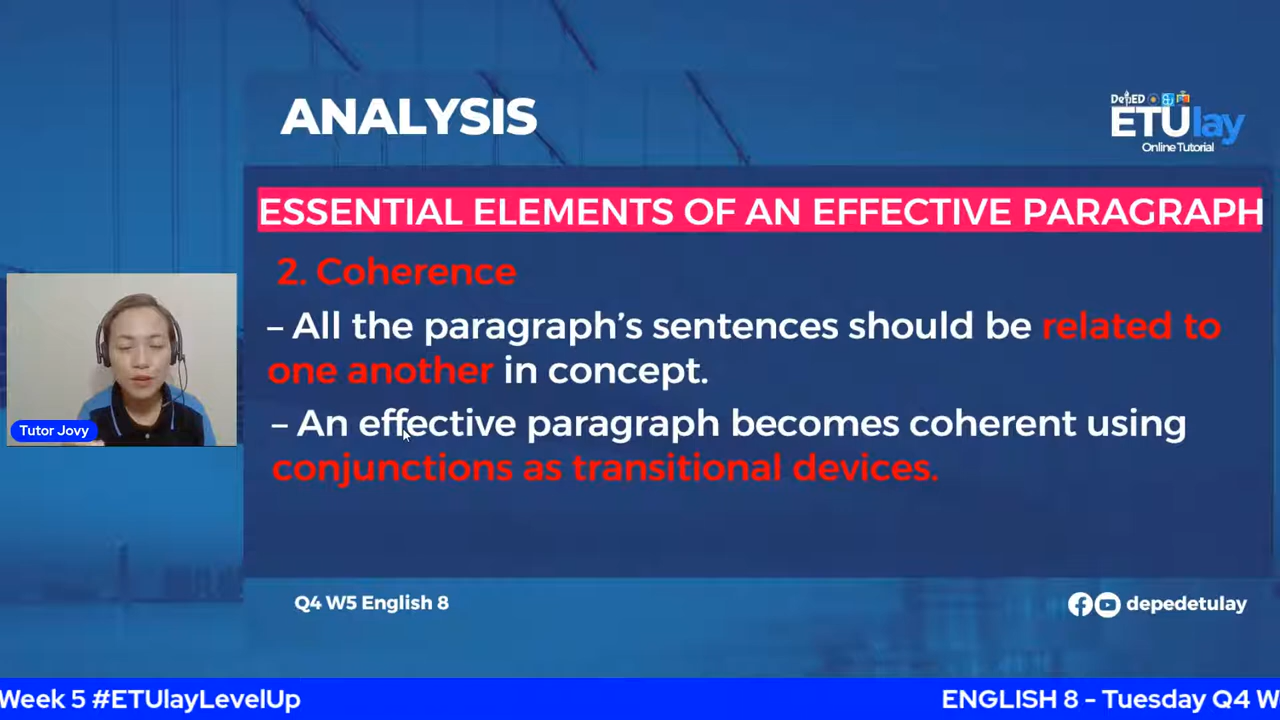 ANALYSIS
DepED
ETUlay
Online Tutorial
ESSENTIAL ELEMENTS OF AN EFFECTIVE PARAGRAPH
2. Coherence
– All the paragraph's sentences should be related to
one another in concept.
– An effective paragraph becomes coherent using
conjunctions as transitional devices.
Tutor Jovy
Q4 W5 English 8
depedetulay
Week 5 #ETUlayLevelUp
ENGLISH 8 - Tuesday Q4 W